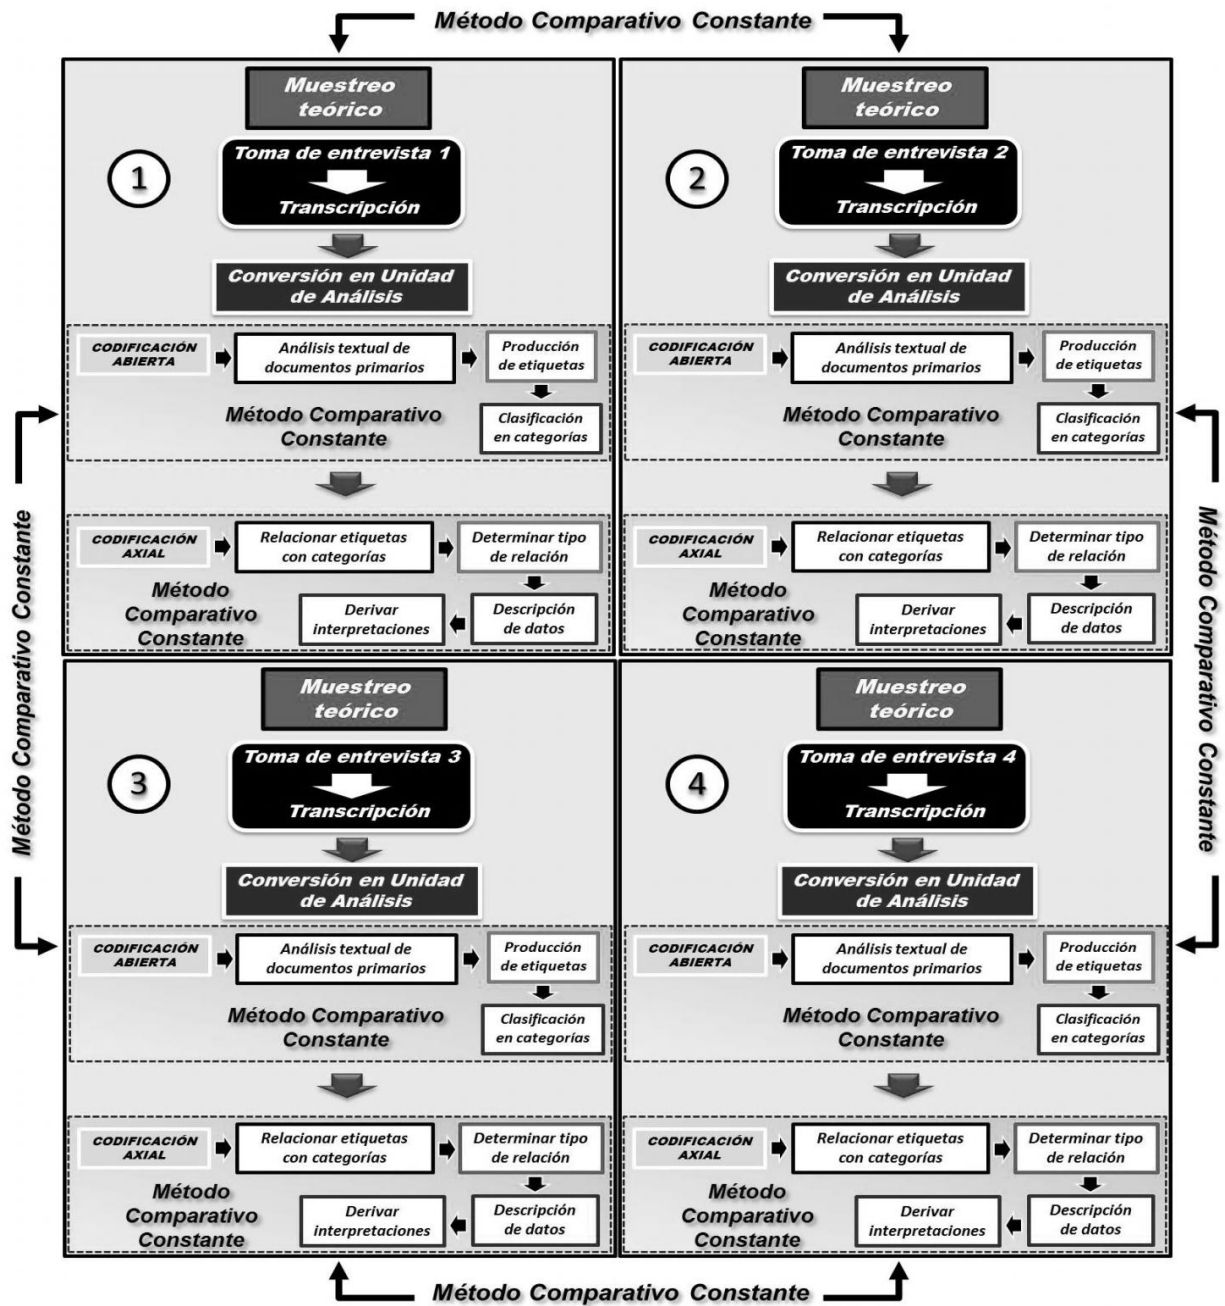 Método Comparativo Constante
Muestreo
teórico
1
Toma de entrevista 1
Transcripción
Conversión en Unidad
de Análisis
CODIFICACIÓN
ABIERTA
Análisis textual de
documentos primarios
Producción
de etiquetas
Método Comparativo
Constante
Clasificación
en categorías
CODIFICACIÓN
AXIAL
Relacionar etiquetas
con categorías
Determinar tipo
de relación
Método
Comparativo
Constante
Derivar
interpretaciones
Descripción
de datos
Muestreo
teórico
2
Toma de entrevista 2
Transcripción
Conversión en Unidad
de Análisis
CODIFICACIÓN
ABIERTA
Análisis textual de
documentos primarios
Producción
de etiquetas
Método Comparativo
Constante
Clasificación
en categorías
CODIFICACIÓN
AXIAL
Relacionar etiquetas
con categorías
Determinar tipo
de relación
Método
Comparativo
Constante
Derivar
interpretaciones
Descripción
de datos
Método Comparativo Constante
Método Comparativo Constante
Muestreo
teórico
3
Toma de entrevista 3
Transcripción
Conversión en Unidad
de Análisis
CODIFICACIÓN
ABIERTA
Análisis textual de
documentos primarios
Producción
de etiquetas
Método Comparativo
Constante
Clasificación
en categorías
CODIFICACIÓN
AXIAL
Relacionar etiquetas
con categorías
Determinar tipo
de relación
Método
Comparativo
Constante
Derivar
interpretaciones
Descripción
de datos
Muestreo
teórico
4
Toma de entrevista 4
Transcripción
Conversión en Unidad
de Análisis
CODIFICACIÓN
ABIERTA
Análisis textual de
documentos primarios
Producción
de etiquetas
Método Comparativo
Constante
Clasificación
en categorías
CODIFICACIÓN
AXIAL
Relacionar etiquetas
con categorías
Determinar tipo
de relación
Método
Comparativo
Constante
Derivar
interpretaciones
Descripción
de datos
Método Comparativo Constante